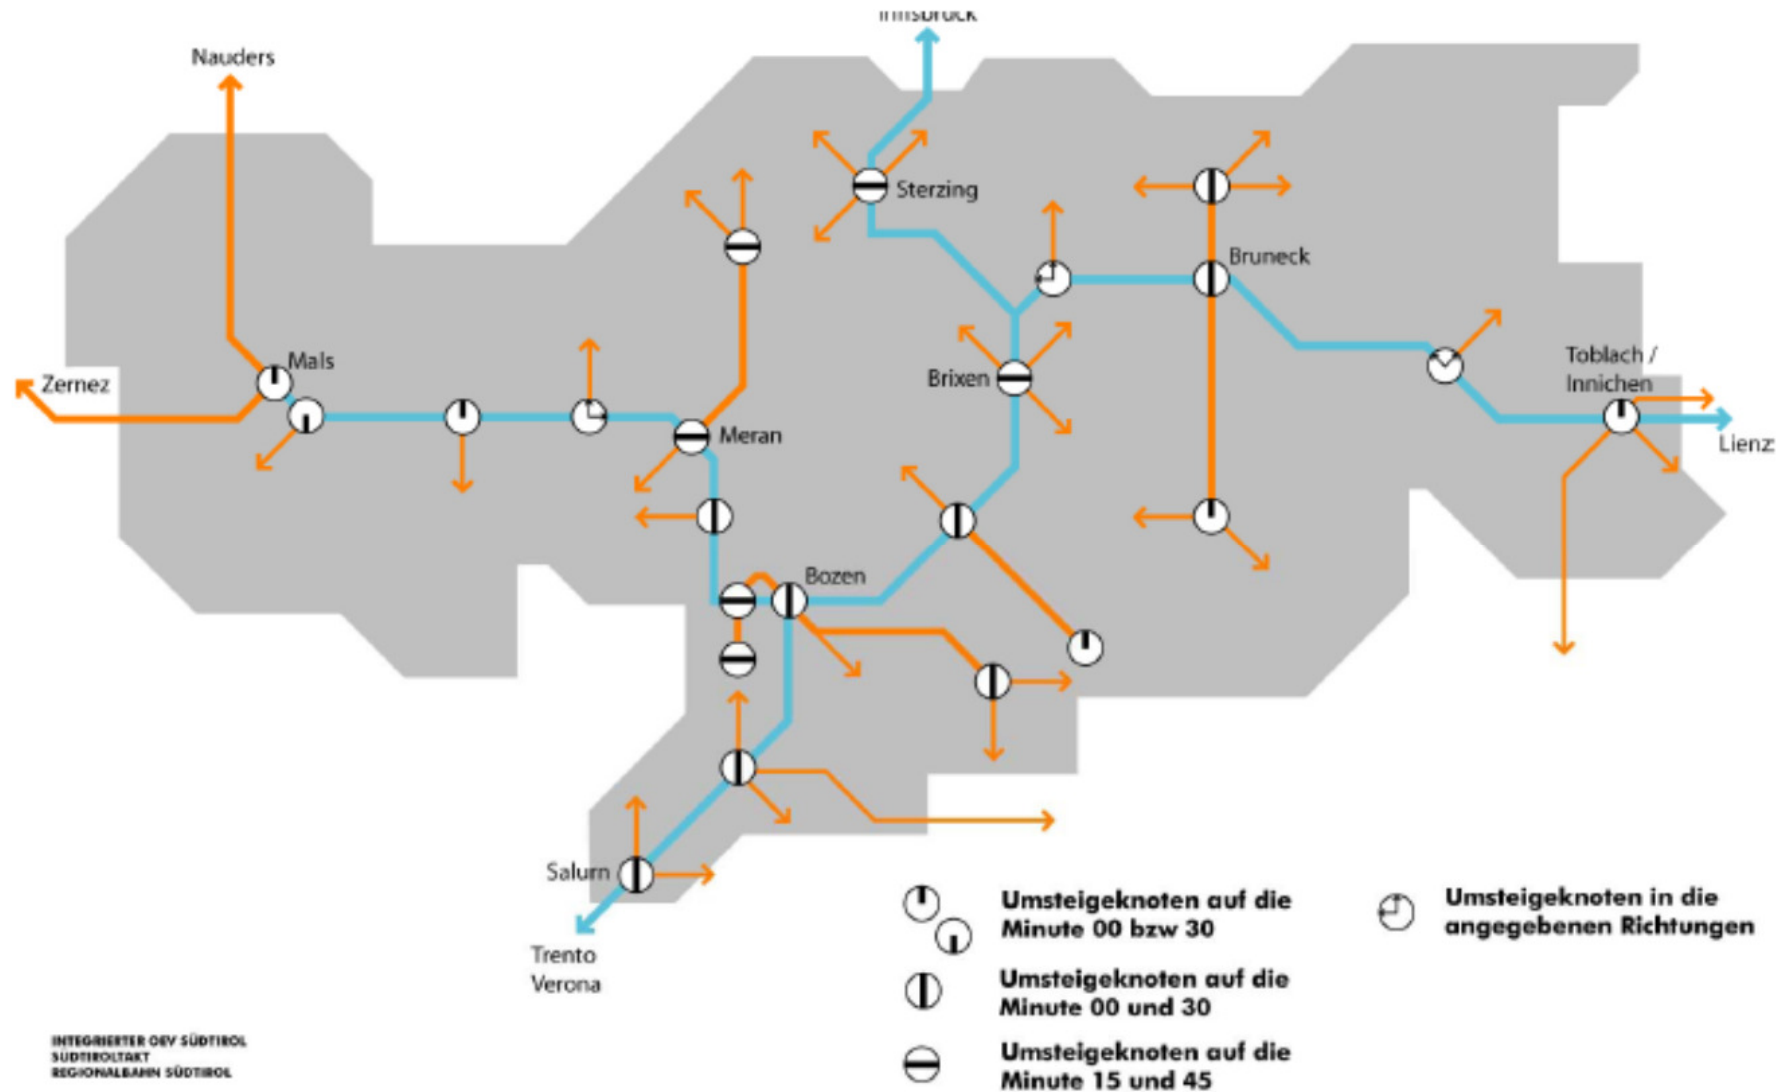 Innsbruck
Nauders
Sterzing
Bruneck
Mals
Zernez
Brixen
Toblach /
Innichen
Meran
Lienz
Bozen
Salurn
Trento
Verona
Umsteigeknoten auf die
Minute 00 bzw 30
Umsteigeknoten auf die
Minute 00 und 30
Umsteigeknoten auf die
Minute 15 und 45
Umsteigeknoten in die
angegebenen Richtungen
INTEGRIERTER OEV SÜDTIROL
SÜDTIROLTAKT
REGIONALBAHN SÜDTIROL